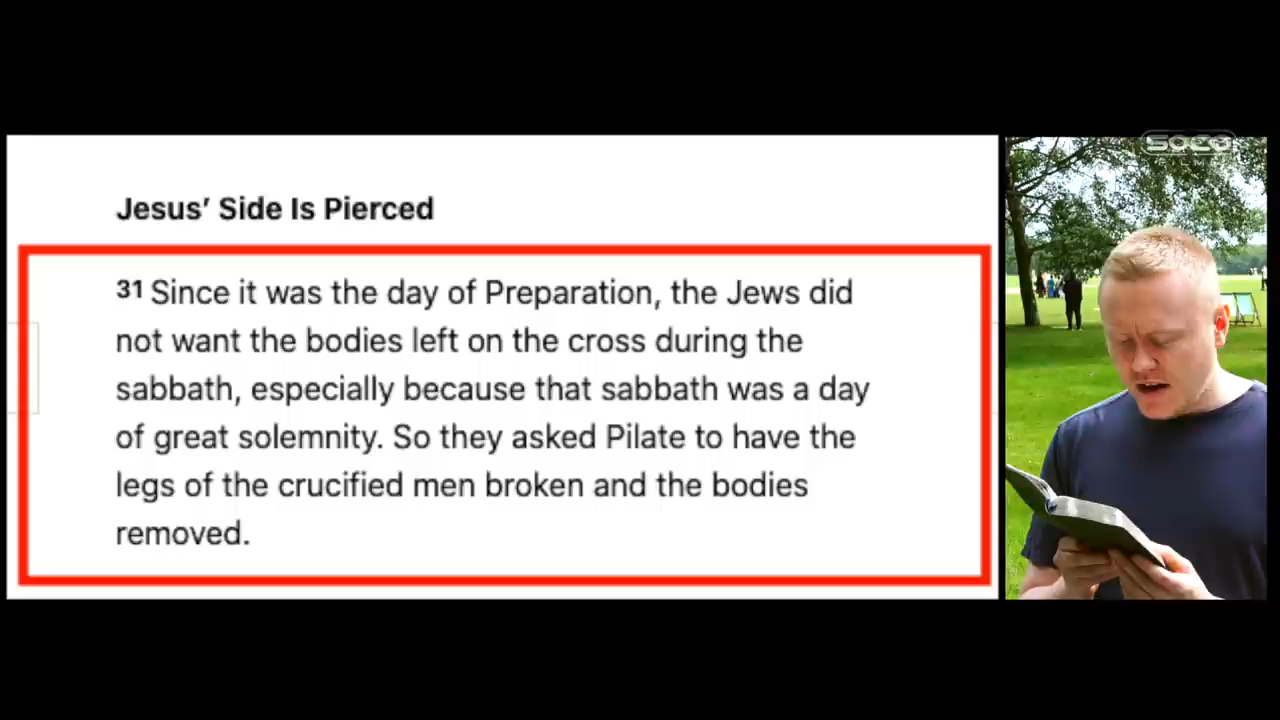 Jesus’ Side Is Pierced
31 Since it was the day of Preparation, the Jews did
not want the bodies left on the cross during the
sabbath, especially because that sabbath was a day
of great solemnity. So they asked Pilate to have the
legs of the crucified men broken and the bodies
removed.
SOCO
FILMS